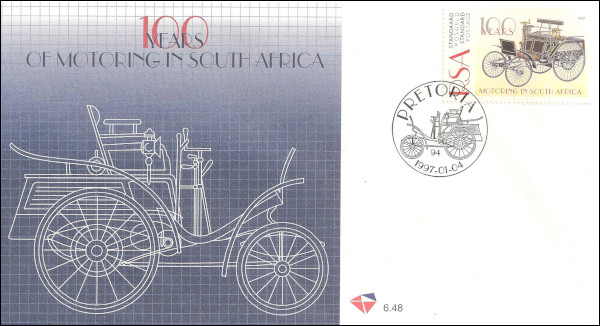 100
YEARS
OF MOTORING IN SOUTH AFRICA
STANDAARD
POSGELD
STANDARD
POSTAGE
RSA
100
YEARS
MOTORING IN SOUTH AFRICA
PRETORIA
94
1997-01-04
6.48